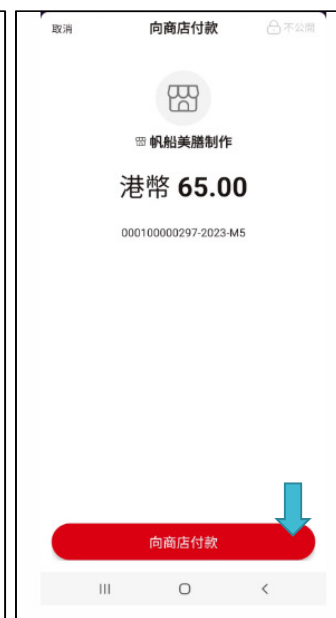 取消 向商店付款 不公開
帆船美膳制作
港幣 65.00
000100000297-2023-M5
向商店付款